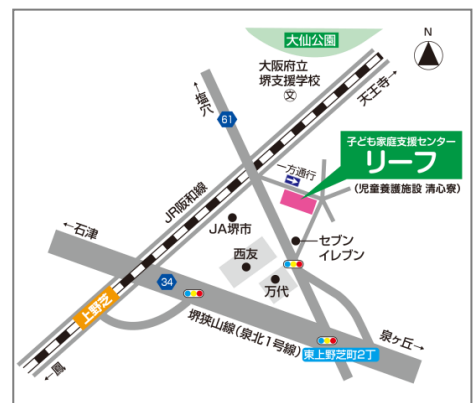 大仙公園
N
大阪府立
堺支援学校
文
←塩穴
天王寺→
61
子ども家庭支援センター
リーフ
(児童養護施設 清心寮)
一方通行
JR阪和線
JA堺市
←石津
セブン
イレブン
西友
万代
34
上野芝
堺狭山線(泉北1号線)
泉ヶ丘→
東上野芝町2丁
←鳳